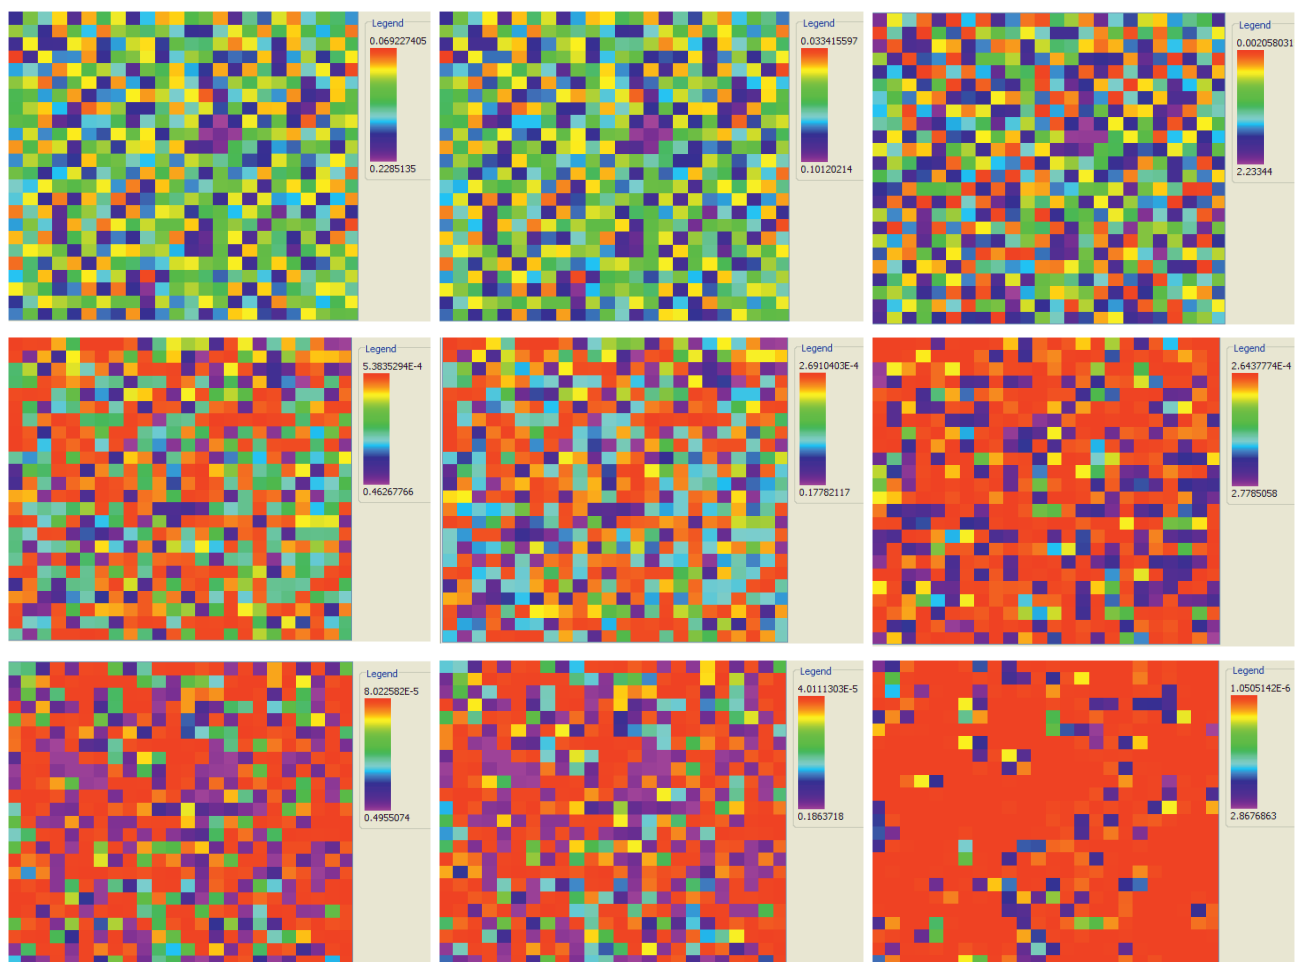 Legend
0.069227405
0.2285135
Legend
0.033415597
0.10120214
Legend
0.002058031
2.23344
Legend
5.3835294E-4
0.46267766
Legend
2.6910403E-4
0.17782117
Legend
2.6437774E-4
2.7785058
Legend
8.022582E-5
0.4955074
Legend
4.0111303E-5
0.1863718
Legend
1.0505142E-6
2.8676863